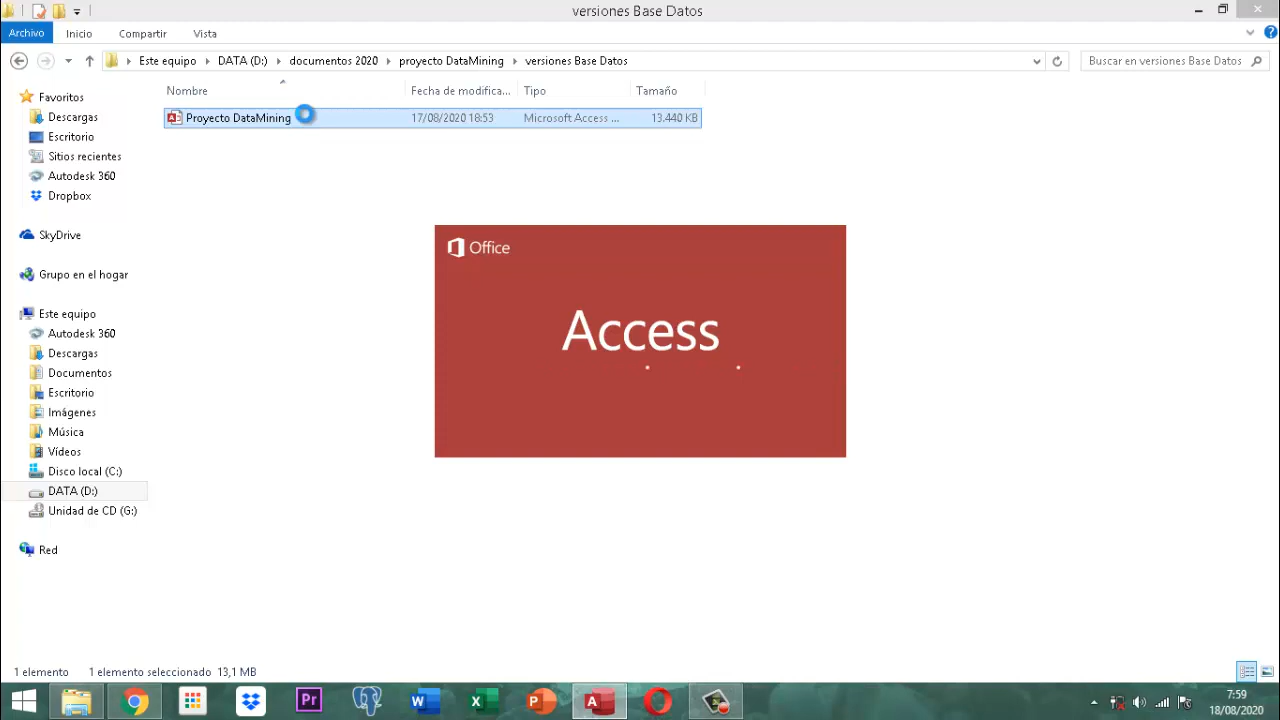 versiones Base Datos
Archivo Inicio Compartir Vista
Este equipo DATA (D:) documentos 2020 proyecto DataMining versiones Base Datos Buscar en versiones Base Datos
Nombre Fecha de modifica... Tipo Tamaño
Proyecto DataMining 17/08/2020 18:53 Microsoft Access ... 13.440 KB
Favoritos
Descargas
Escritorio
Sitios recientes
Autodesk 360
Dropbox
SkyDrive
Grupo en el hogar
Este equipo
Autodesk 360
Descargas
Documentos
Escritorio
Imágenes
Música
Vídeos
Disco local (C:)
DATA (D:)
Unidad de CD (G:)
Red
Office
Access
1 elemento 1 elemento seleccionado 13,1 MB
Pr W X P A
7:59
18/08/2020